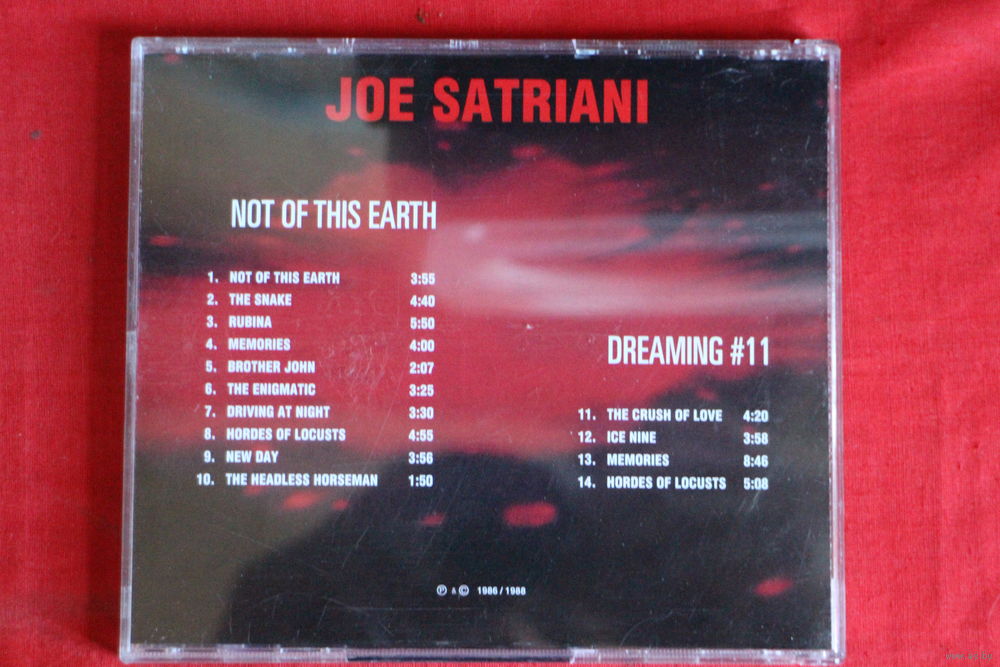 JOE SATRIANI
NOT OF THIS EARTH
1. NOT OF THIS EARTH 3:55
2. THE SNAKE 4:40
3. RUBINA 5:50
4. MEMORIES 4:00
5. BROTHER JOHN 2:07
6. THE ENIGMATIC 3:25
7. DRIVING AT NIGHT 3:30
8. HORDES OF LOCUSTS 4:55
9. NEW DAY 3:56
10. THE HEADLESS HORSEMAN 1:50
DREAMING #11
11. THE CRUSH OF LOVE 4:20
12. ICE NINE 3:58
13. MEMORIES 8:46
14. HORDES OF LOCUSTS 5:08
℗ & © 1986 / 1988